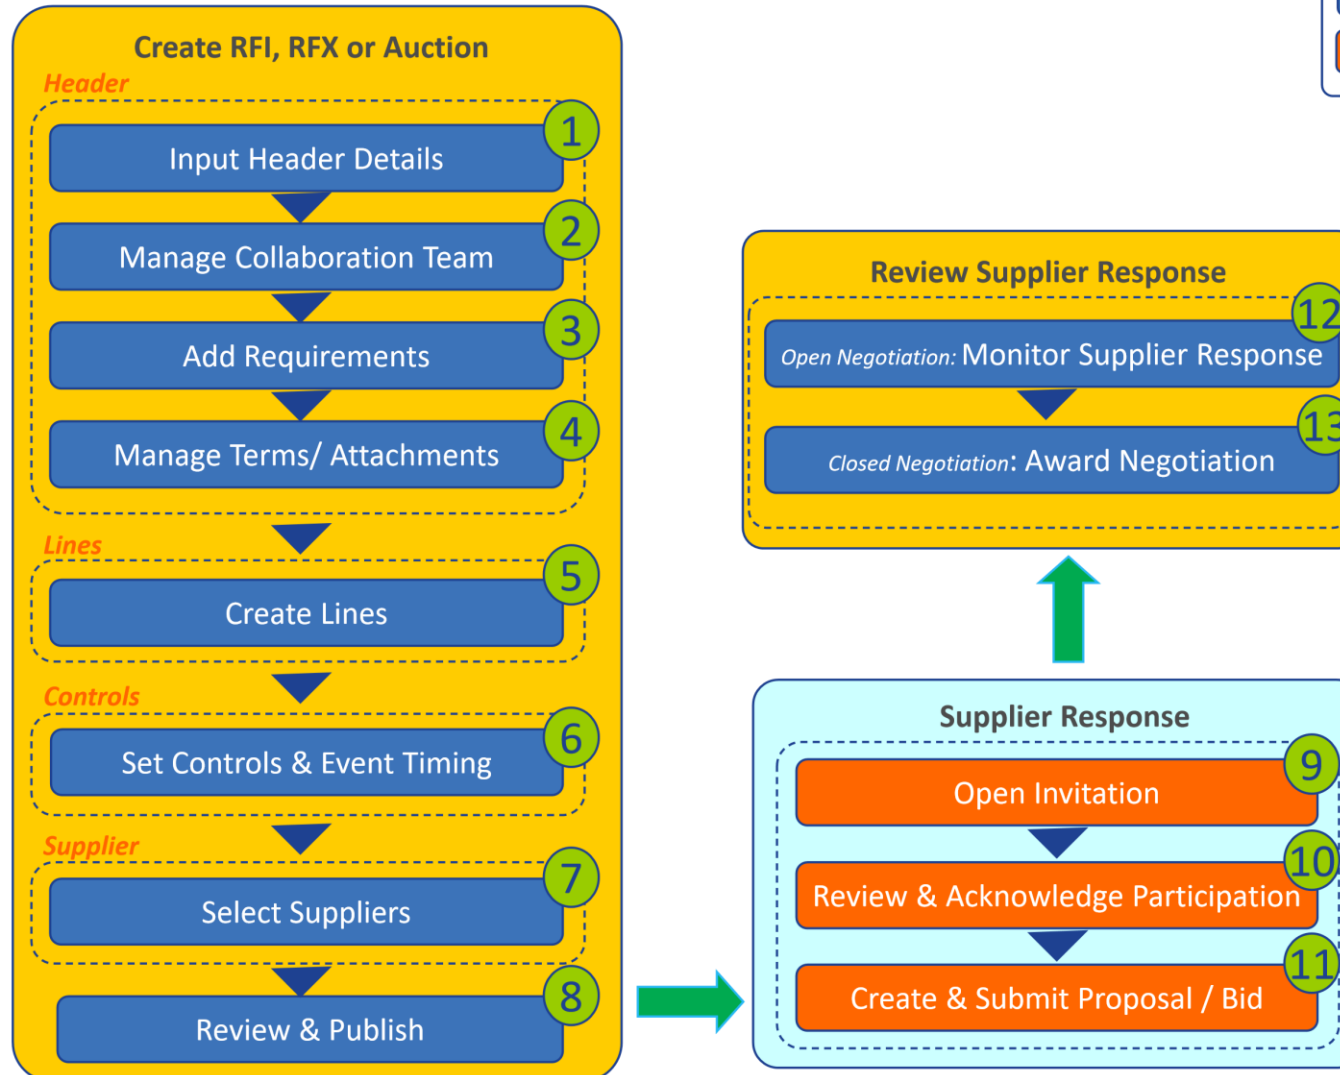 Create RFI, RFX or Auction
Header
1
Input Header Details
2
Manage Collaboration Team
3
Add Requirements
4
Manage Terms/ Attachments
Lines
5
Create Lines
Controls
6
Set Controls & Event Timing
Supplier
7
Select Suppliers
8
Review & Publish
Supplier Response
9
Open Invitation
10
Review & Acknowledge Participation
11
Create & Submit Proposal / Bid
Review Supplier Response
12
Open Negotiation: Monitor Supplier Response
13
Closed Negotiation: Award Negotiation